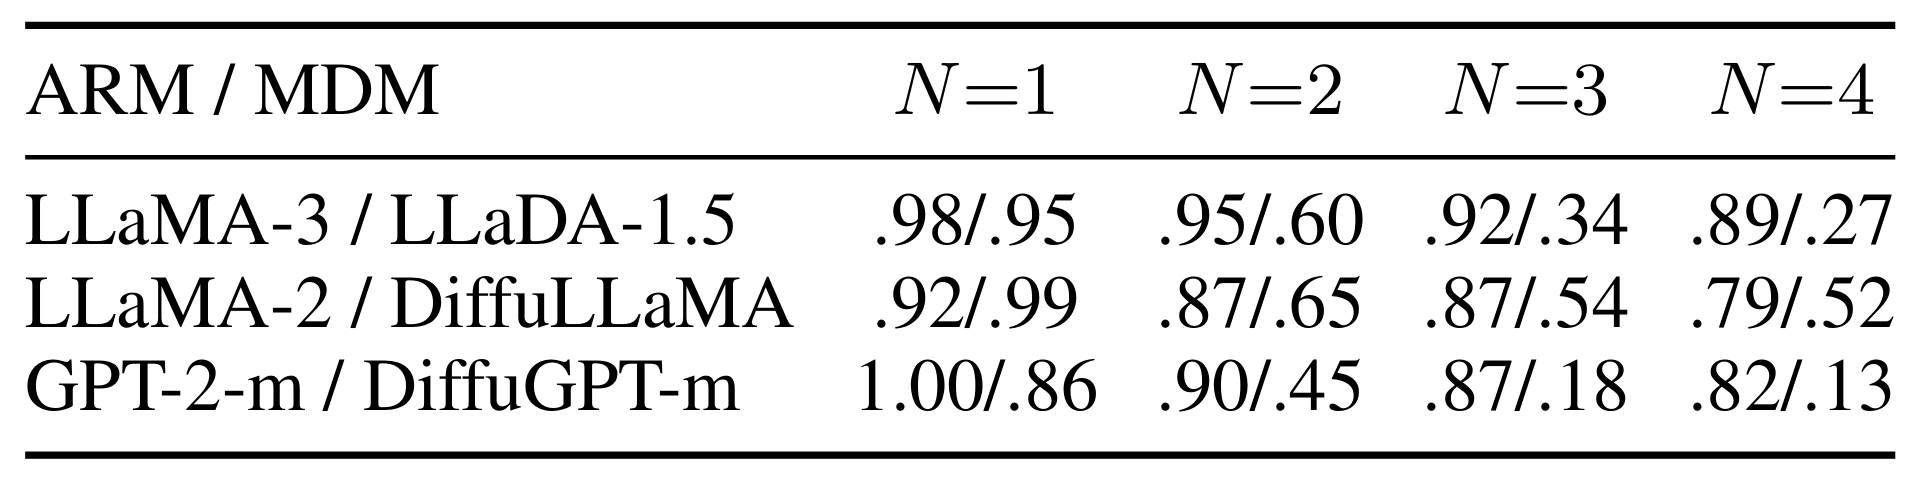 ARM / MDM N=1 N=2 N=3 N=4
LLaMA-3 / LLaDA-1.5 .98/.95 .95/.60 .92/.34 .89/.27
LLaMA-2 / DiffuLLaMA .92/.99 .87/.65 .87/.54 .79/.52
GPT-2-m / DiffuGPT-m 1.00/.86 .90/.45 .87/.18 .82/.13